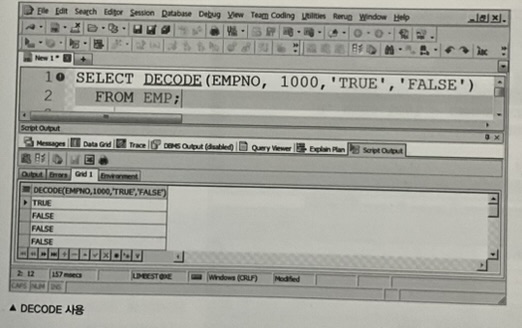 File Edit Search Editor Session Database Debug View Team Coding Utilities Rerun Window Help
New 1 *
1 SELECT DECODE(EMPNO, 1000,'TRUE','FALSE')
2 FROM EMP;
Script Output
Messages Data Grid Trace DBMS Output (disabled) Query Viewer Explain Plan Script Output
Output Errors Grid 1 Environment
DECODE(EMPNO,1000,'TRUE','FALSE')
TRUE
FALSE
FALSE
FALSE
2: 12 157 msecs LIMBEST@XE Windows (CRLF) Modified
CAPS NUM INS
▲ DECODE 사용